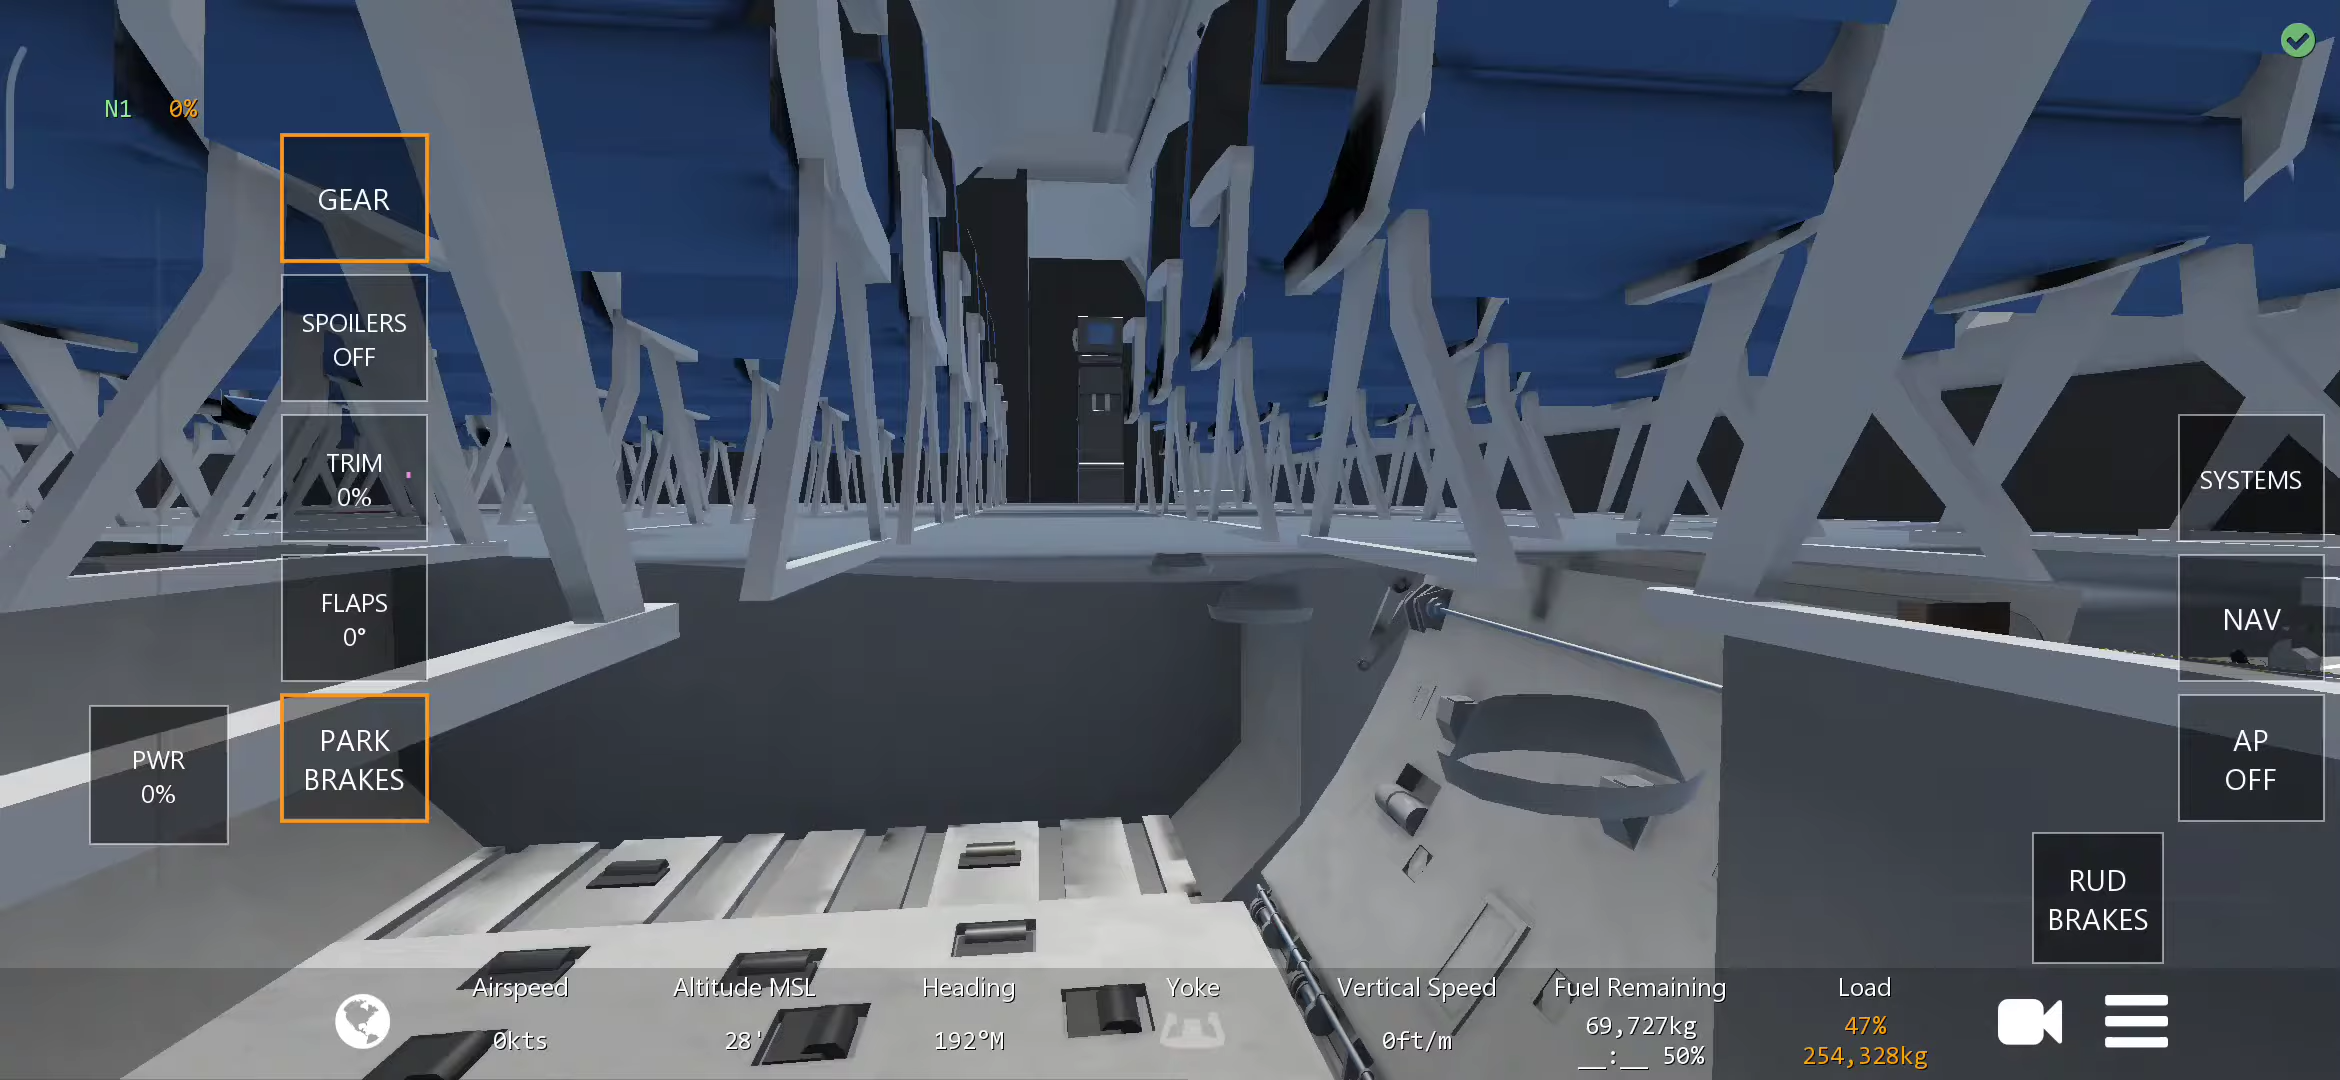 N1 0%
GEAR
SPOILERS
OFF
TRIM
0%
FLAPS
0°
PARK
BRAKES
PWR
0%
SYSTEMS
NAV
AP
OFF
RUD
BRAKES
Airspeed
0kts
Altitude MSL
28'
Heading
192°M
Yoke
Vertical Speed
0ft/m
Fuel Remaining
69,727kg
__:__ 50%
Load
47%
254,328kg